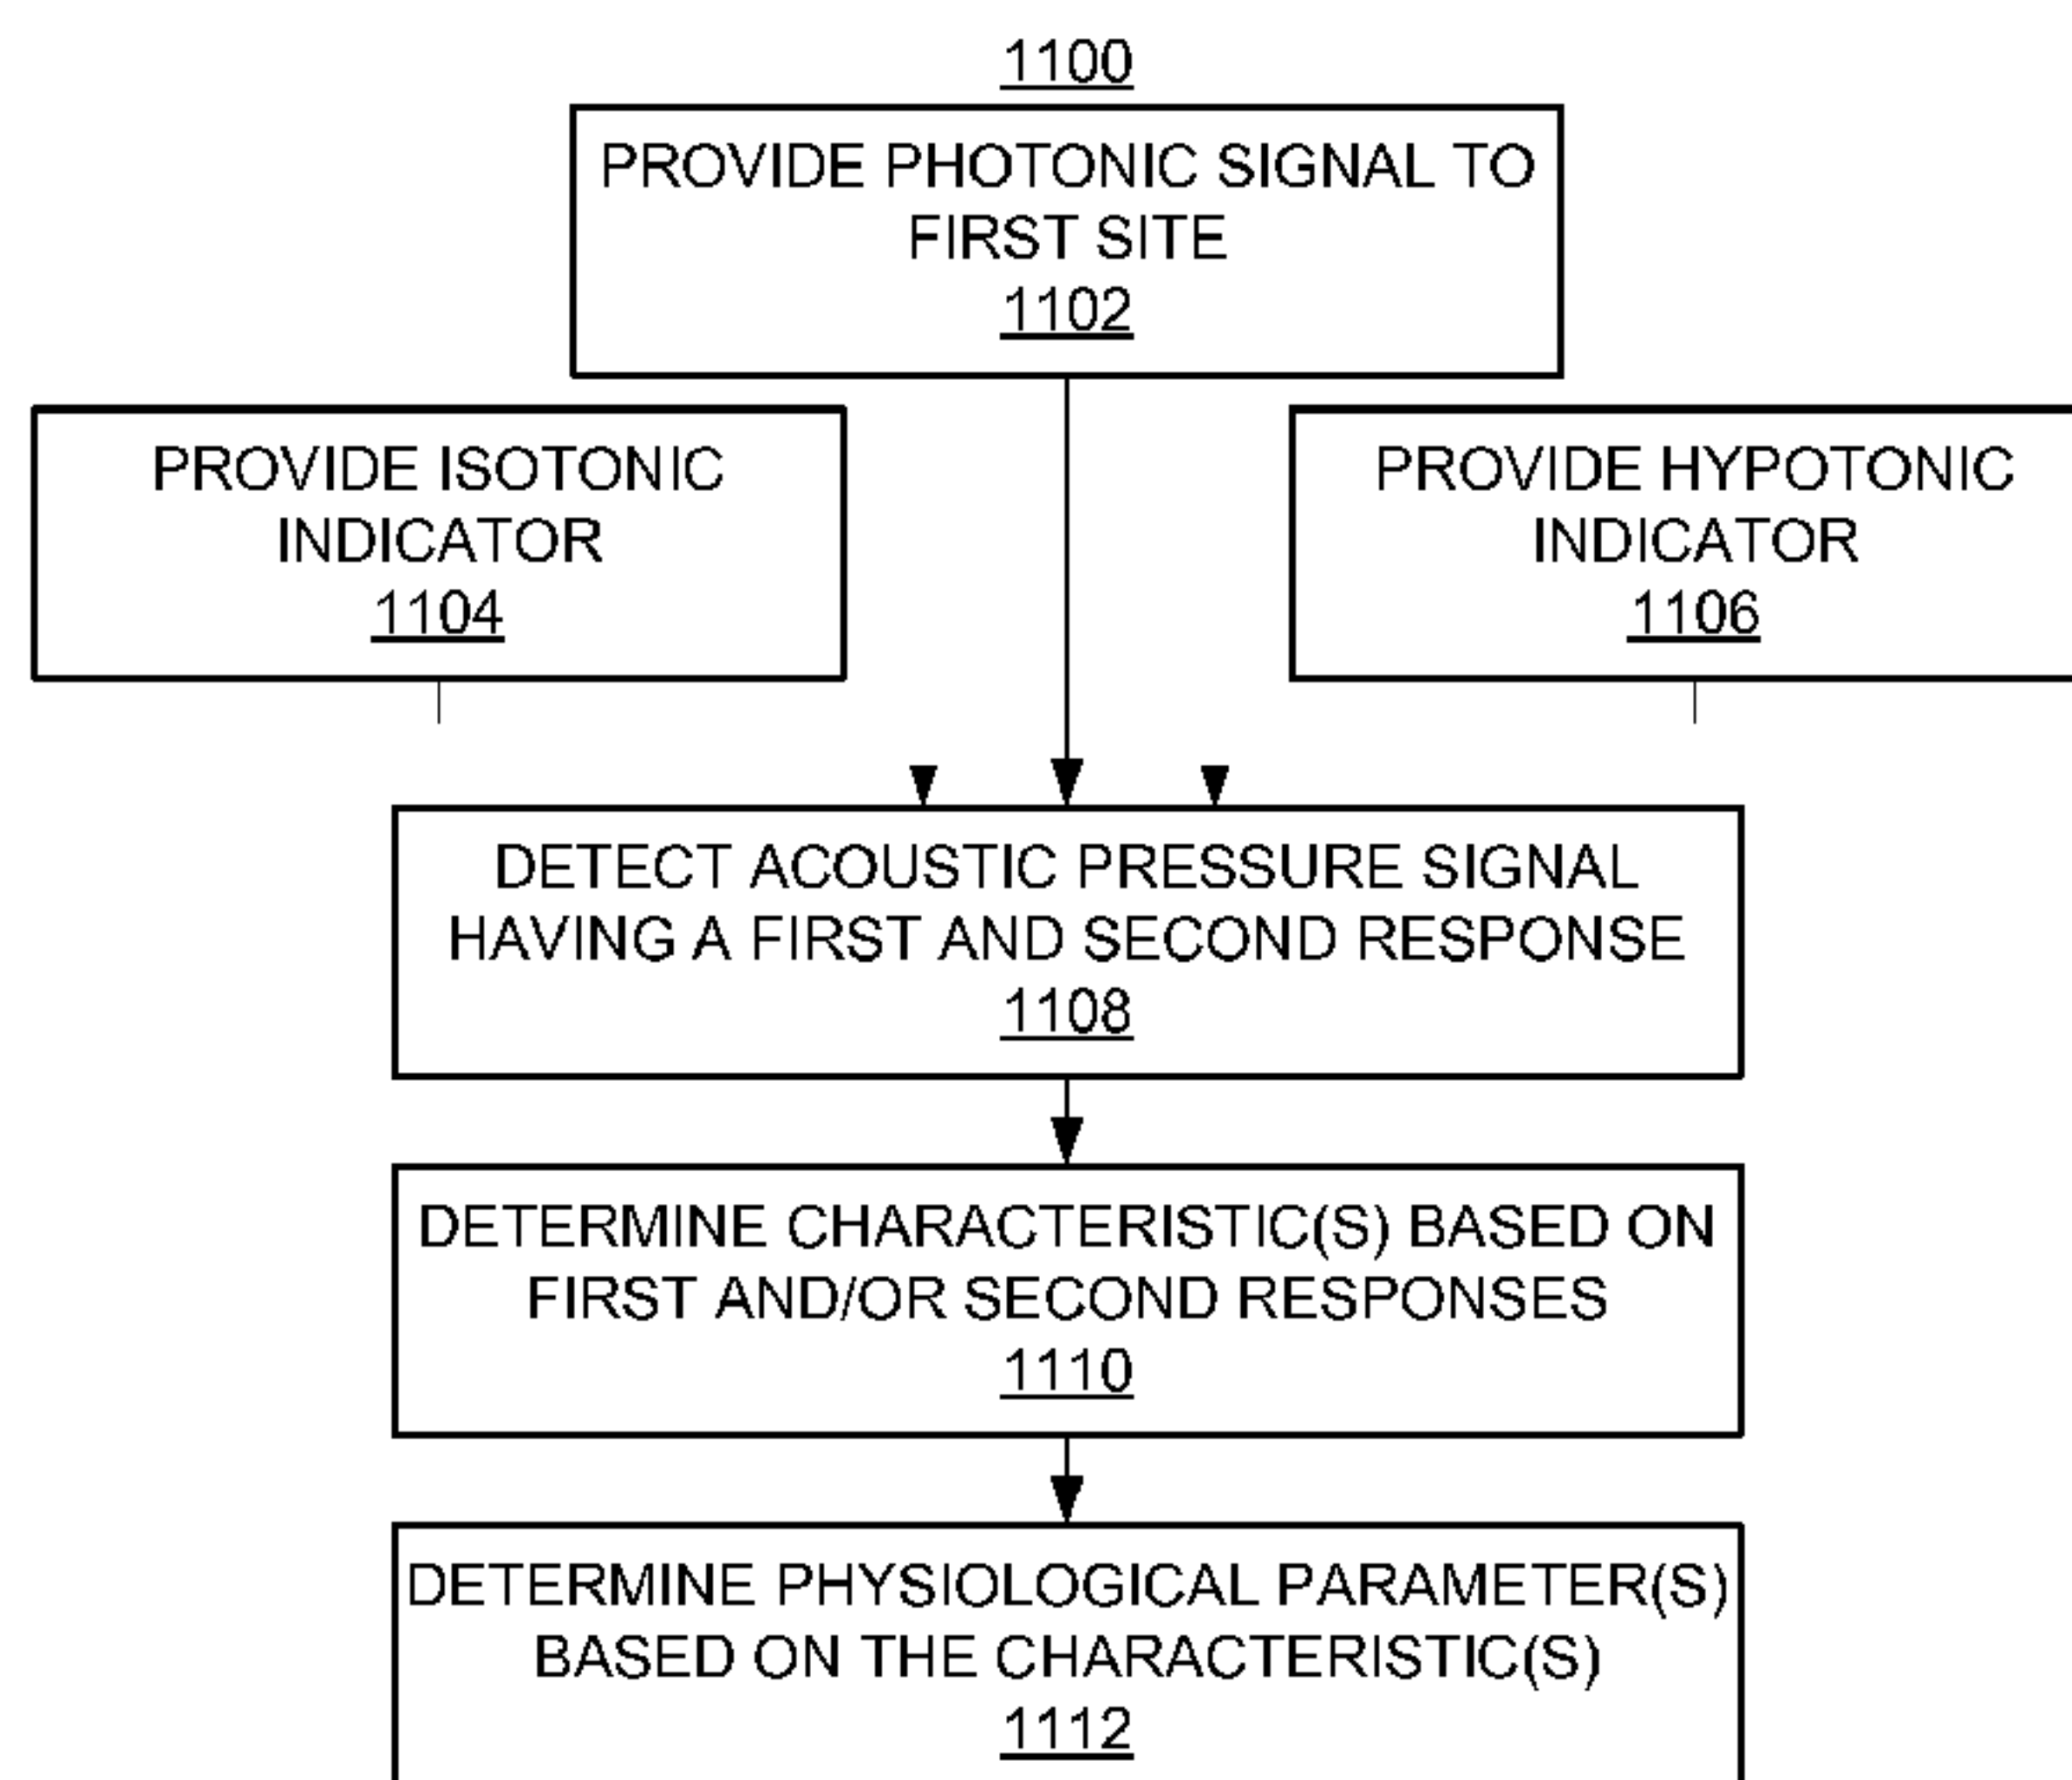 1100
PROVIDE PHOTONIC SIGNAL TO
FIRST SITE
1102
PROVIDE ISOTONIC
INDICATOR
1104
PROVIDE HYPOTONIC
INDICATOR
1106
DETECT ACOUSTIC PRESSURE SIGNAL
HAVING A FIRST AND SECOND RESPONSE
1108
DETERMINE CHARACTERISTIC(S) BASED ON
FIRST AND/OR SECOND RESPONSES
1110
DETERMINE PHYSIOLOGICAL PARAMETER(S)
BASED ON THE CHARACTERISTIC(S)
1112